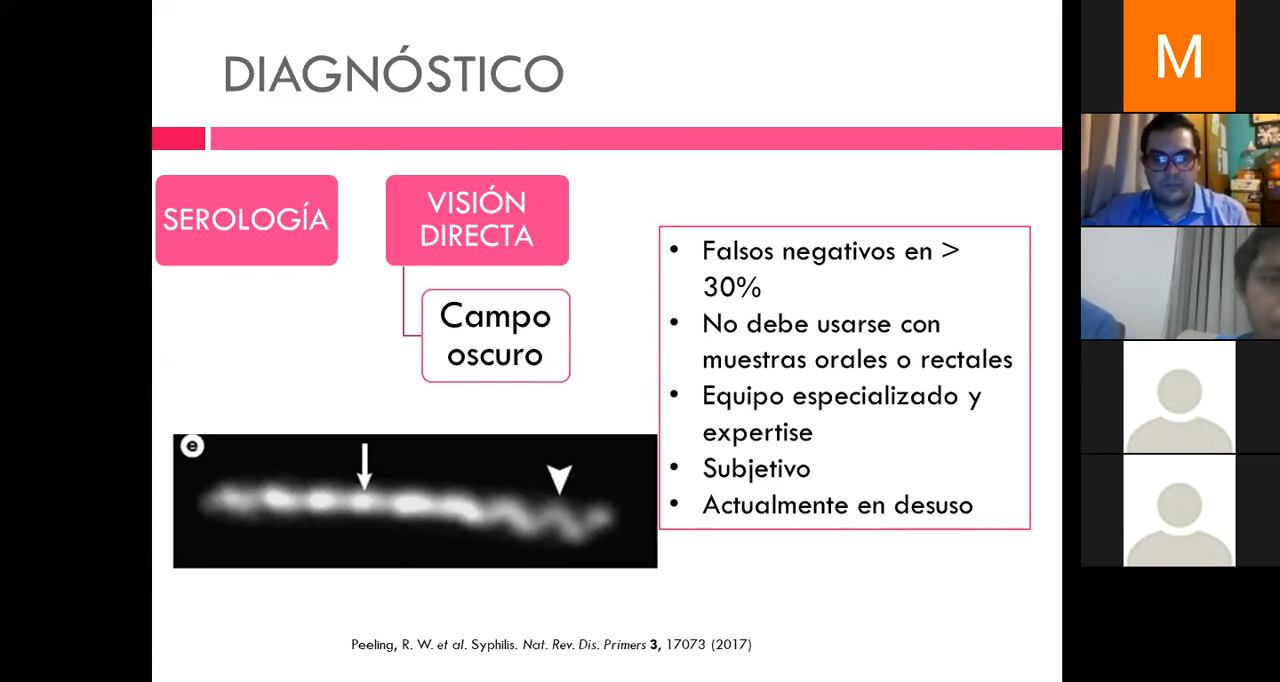 DIAGNÓSTICO
SEROLOGÍA
VISIÓN
DIRECTA
Campo
oscuro
• Falsos negativos en >
30%
• No debe usarse con
muestras orales o rectales
• Equipo especializado y
expertise
• Subjetivo
• Actualmente en desuso
e
Peeling, R. W. et al. Syphilis. Nat. Rev. Dis. Primers 3, 17073 (2017)
M